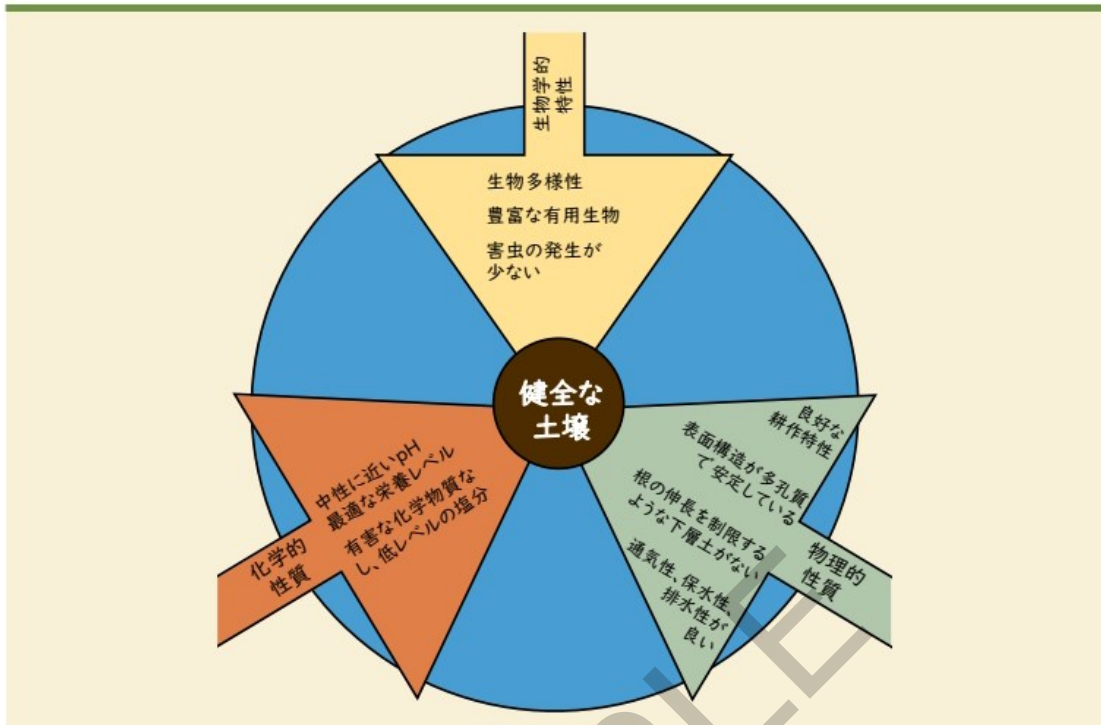 生物学的
特性
生物多様性
豊富な有用生物
害虫の発生が
少ない
健全な
土壌
化学的
性質
中性に近いpH
最適な栄養レベル
有害な化学物質な
し、低レベルの塩分
物理的
性質
良好な
耕作特性
表面構造が多孔質
で安定している
根の伸長を制限する
ような下層土がない
通気性、保水性、
排水性が
良い